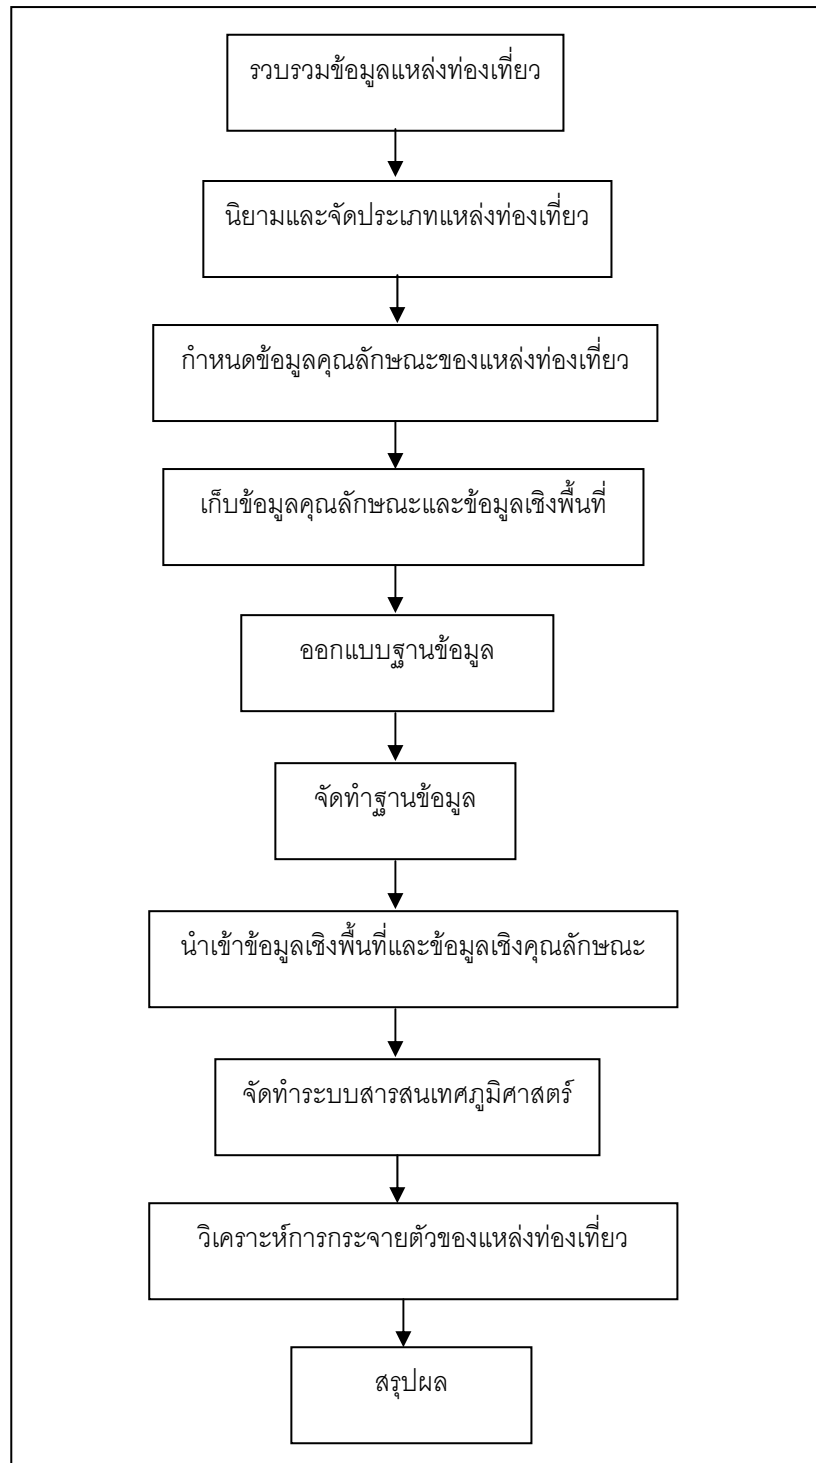 รวบรวมข้อมูลแหล่งท่องเที่ยว
นิยามและจัดประเภทแหล่งท่องเที่ยว
กำหนดข้อมูลคุณลักษณะของแหล่งท่องเที่ยว
เก็บข้อมูลคุณลักษณะและข้อมูลเชิงพื้นที่
ออกแบบฐานข้อมูล
จัดทำฐานข้อมูล
นำเข้าข้อมูลเชิงพื้นที่และข้อมูลเชิงคุณลักษณะ
จัดทำระบบสารสนเทศภูมิศาสตร์
วิเคราะห์การกระจายตัวของแหล่งท่องเที่ยว
สรุปผล